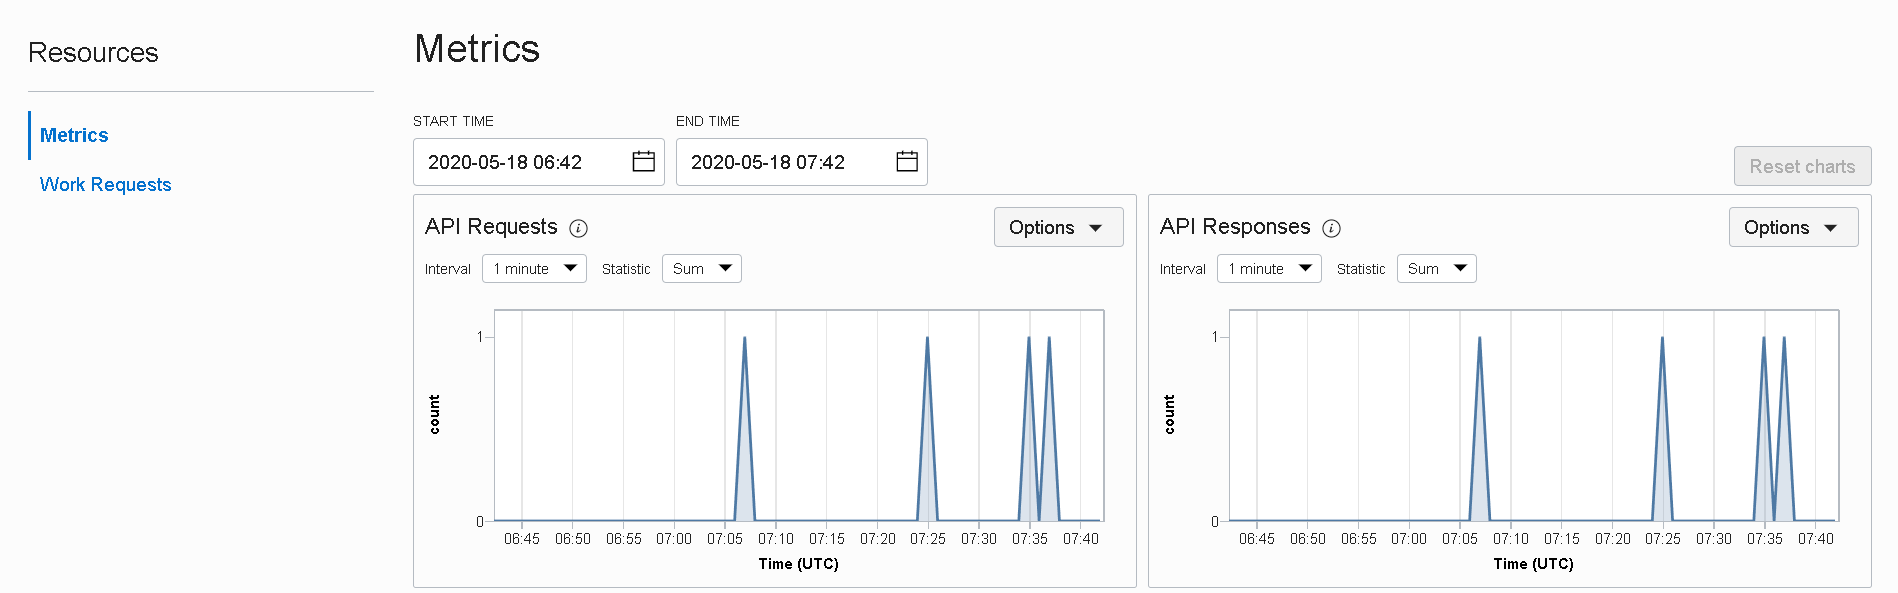 Resources
Metrics
Work Requests
Metrics
START TIME
END TIME
2020-05-18 06:42
2020-05-18 07:42
Reset charts
API Requests i
Options
Interval 1 minute Statistic Sum
1
count
0
06:45 06:50 06:55 07:00 07:05 07:10 07:15 07:20 07:25 07:30 07:35 07:40
Time (UTC)
API Responses i
Options
Interval 1 minute Statistic Sum
1
count
0
06:45 06:50 06:55 07:00 07:05 07:10 07:15 07:20 07:25 07:30 07:35 07:40
Time (UTC)